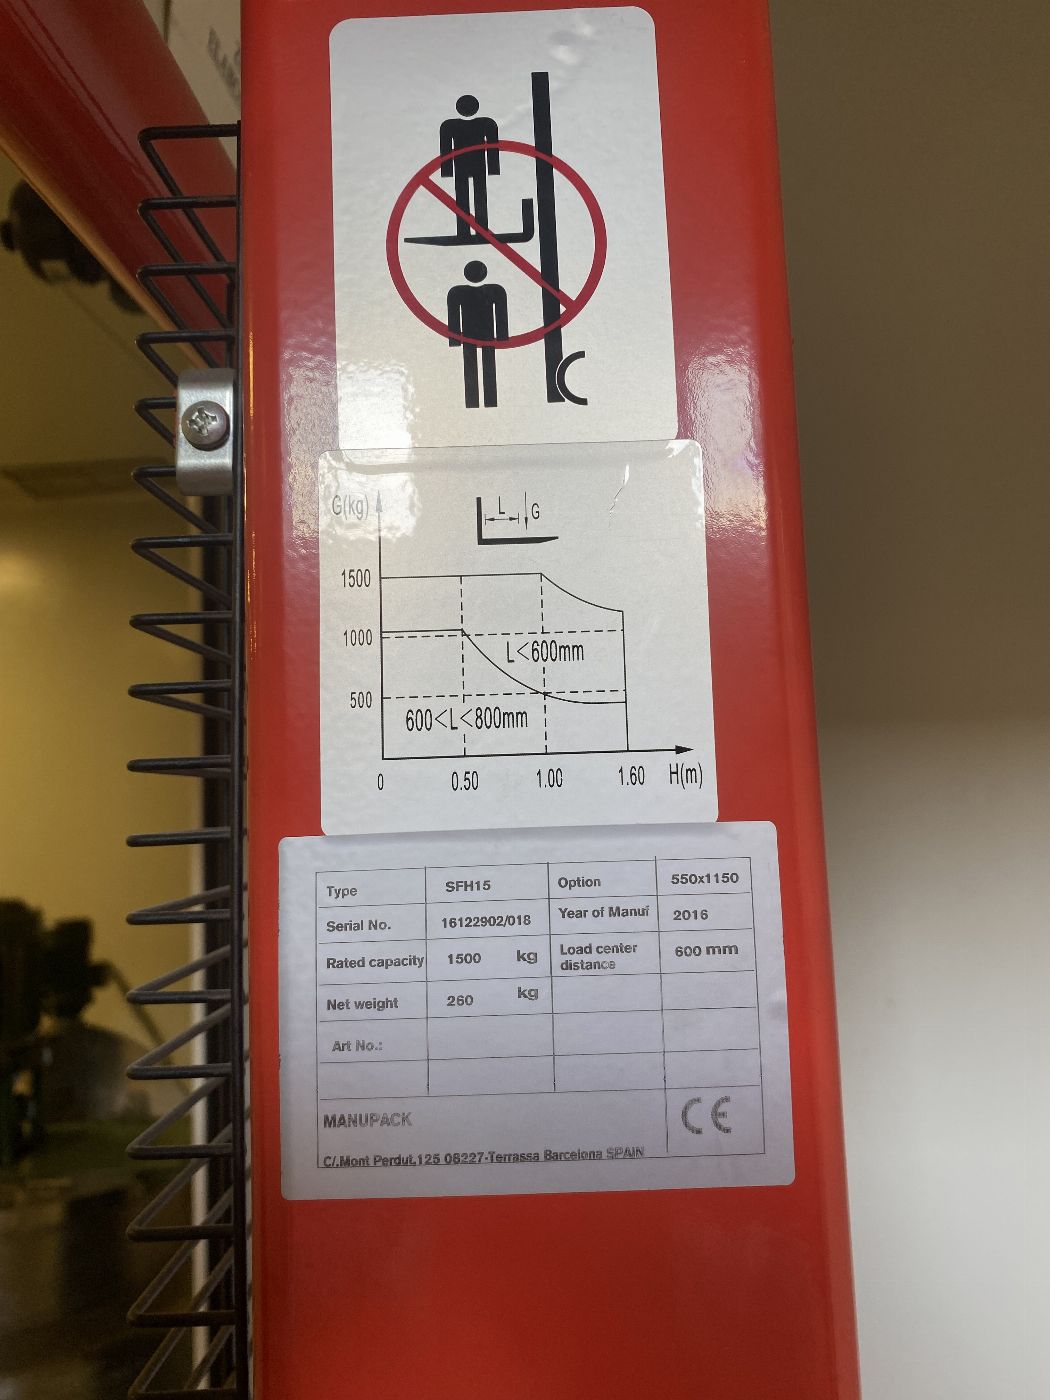 G(kg)
L
G
1500
1000
500
L<600mm
600<L<800mm
0 0.50 1.00 1.60 H(m)
Type SFH15 Option 550x1150
Serial No. 16122902/018 Year of Manuf 2016
Rated capacity 1500 kg Load center distance 600 mm
Net weight 260 kg
Art No.:
MANUPACK
CE
C/.Mont Perdut,125 08227-Terrassa Barcelona SPAIN